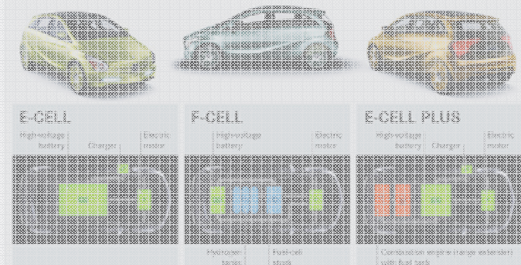 E-CELL
F-CELL
E-CELL PLUS
High-voltage battery
Charger
Electric motor
High-voltage battery
Electric motor
High-voltage battery
Charger
Electric motor
Hydrogen tanks
Fuel-cell stack
Combustion engine (range extender)
with fuel tank